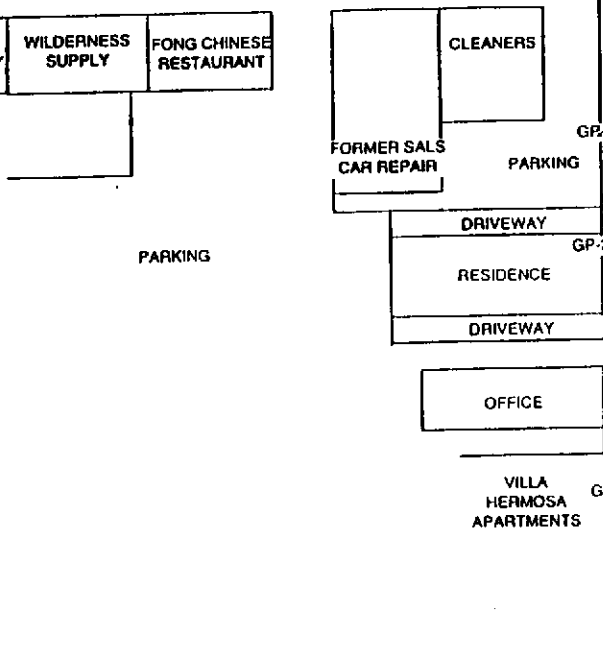 WILDERNESS
SUPPLY
FONG CHINESE
RESTAURANT
CLEANERS
FORMER SALS
CAR REPAIR
PARKING
DRIVEWAY
PARKING
RESIDENCE
DRIVEWAY
OFFICE
VILLA
HERMOSA
APARTMENTS